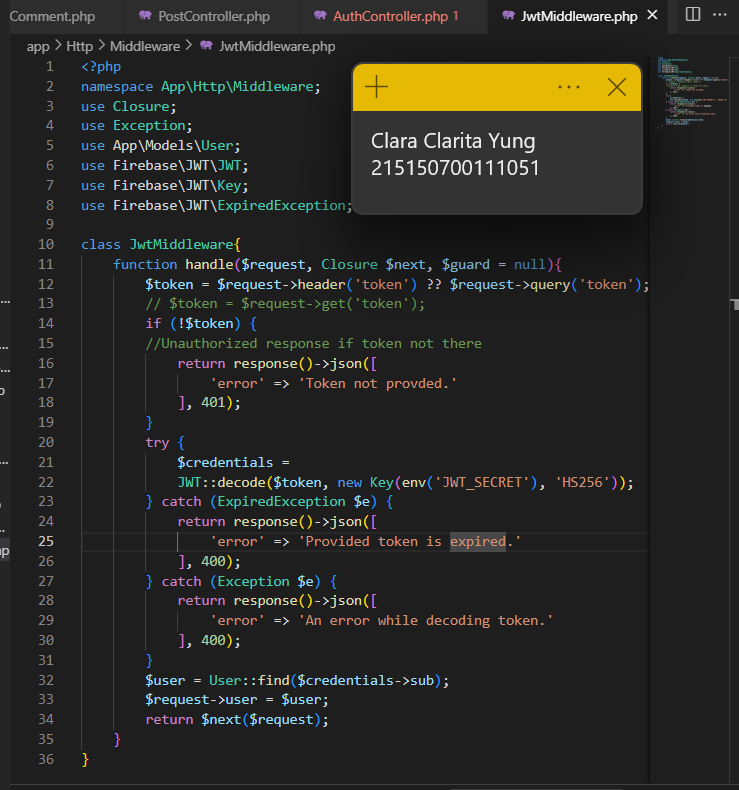 Comment.php PostController.php AuthController.php 1 JwtMiddleware.php
app > Http > Middleware > JwtMiddleware.php
Clara Clarita Yung
215150700111051
1 <?php
2 namespace App\Http\Middleware;
3 use Closure;
4 use Exception;
5 use App\Models\User;
6 use Firebase\JWT\JWT;
7 use Firebase\JWT\Key;
8 use Firebase\JWT\ExpiredException;
9
10 class JwtMiddleware{
11 function handle($request, Closure $next, $guard = null){
12 $token = $request->header('token') ?? $request->query('token');
13 // $token = $request->get('token');
14 if (!$token) {
15 //Unauthorized response if token not there
16 return response()->json([
17 'error' => 'Token not provded.'
18 ], 401);
19 }
20 try {
21 $credentials =
22 JWT::decode($token, new Key(env('JWT_SECRET'), 'HS256'));
23 } catch (ExpiredException $e) {
24 return response()->json([
25 'error' => 'Provided token is expired.'
26 ], 400);
27 } catch (Exception $e) {
28 return response()->json([
29 'error' => 'An error while decoding token.'
30 ], 400);
31 }
32 $user = User::find($credentials->sub);
33 $request->user = $user;
34 return $next($request);
35 }
36 }